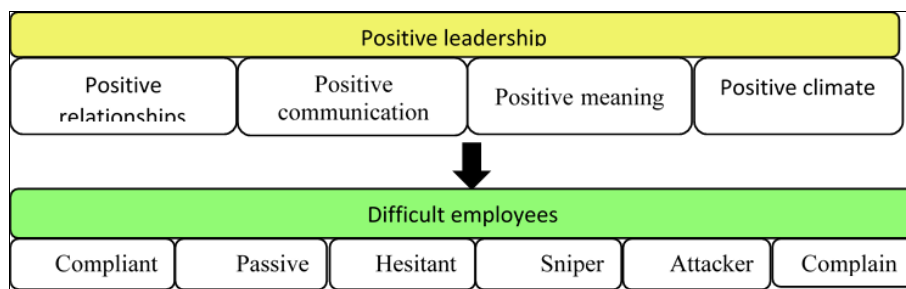 Positive leadership
Positive
relationships
Positive
communication
Positive meaning
Positive climate
Difficult employees
Compliant
Passive
Hesitant
Sniper
Attacker
Complain